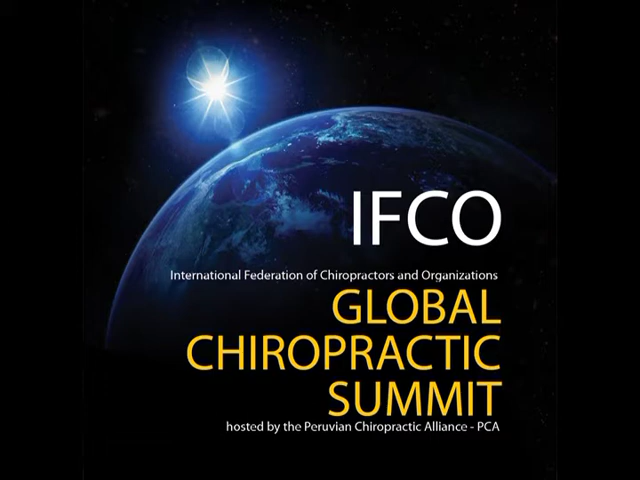 IFCO
International Federation of Chiropractors and Organizations
GLOBAL
CHIROPRACTIC
SUMMIT
hosted by the Peruvian Chiropractic Alliance - PCA